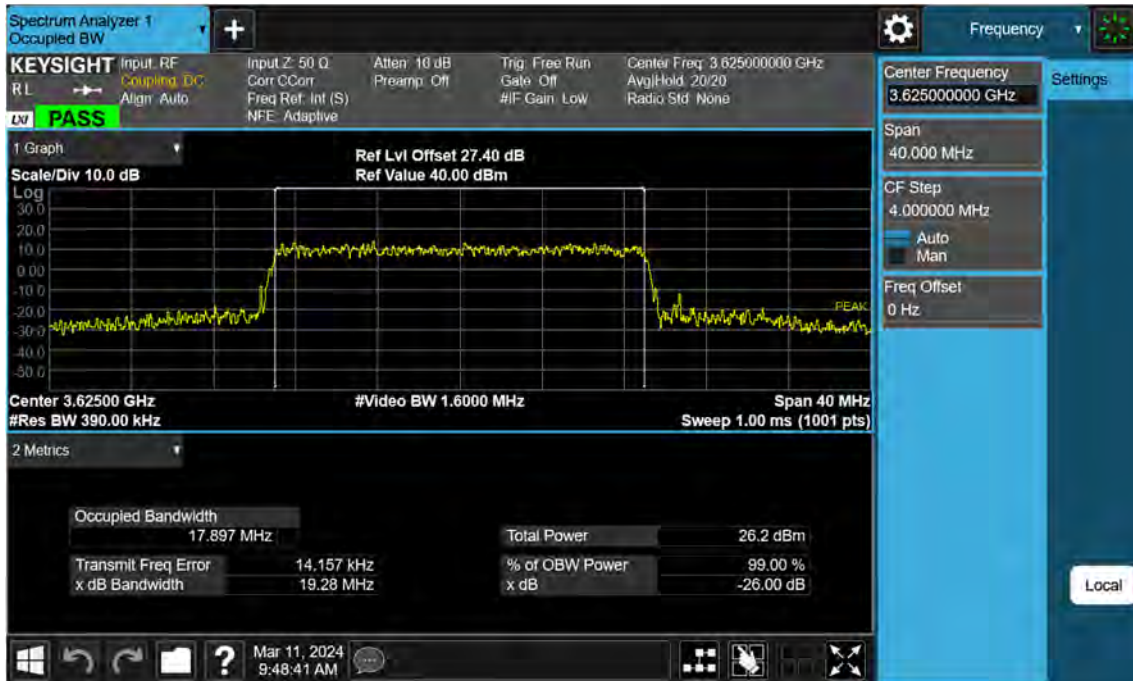 Spectrum Analyzer 1
Occupied BW
+
Frequency
KEYSIGHT
RL
LXI PASS
Input: RF
Coupling: DC
Align: Auto
Input Z: 50 Ω
Corr CCorr
Freq Ref: Int (S)
NFE: Adaptive
Atten: 10 dB
Preamp: Off
Trig: Free Run
Gate: Off
#IF Gain: Low
Center Freq: 3.625000000 GHz
Avg|Hold: 20/20
Radio Std: None
Center Frequency
3.625000000 GHz
Settings
Span
40.000 MHz
CF Step
4.000000 MHz
Auto
Man
Freq Offset
0 Hz
Local
1 Graph
Scale/Div 10.0 dB
Ref Lvl Offset 27.40 dB
Ref Value 40.00 dBm
Log
30.0
20.0
10.0
0.00
-10.0
-20.0
-30.0
-40.0
-50.0
PEAK
Center 3.62500 GHz
#Video BW 1.6000 MHz
Span 40 MHz
#Res BW 390.00 kHz
Sweep 1.00 ms (1001 pts)
2 Metrics
Occupied Bandwidth
17.897 MHz
Total Power 26.2 dBm
Transmit Freq Error 14.157 kHz
% of OBW Power 99.00 %
x dB Bandwidth 19.28 MHz
x dB -26.00 dB
?
Mar 11, 2024
9:48:41 AM